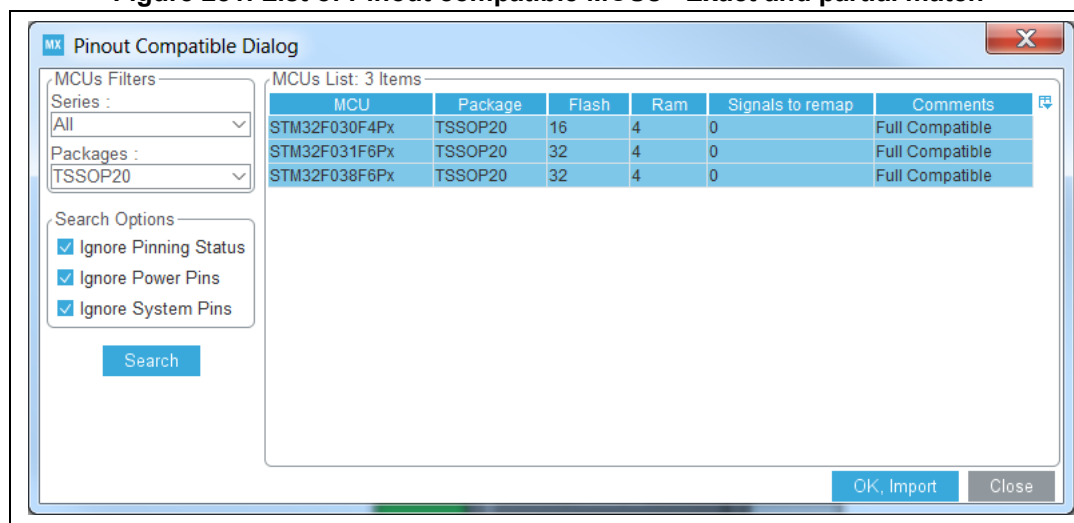 MX Pinout Compatible Dialog X
MCUs Filters
Series :
All
Packages :
TSSOP20
Search Options
Ignore Pinning Status
Ignore Power Pins
Ignore System Pins
Search
MCUs List: 3 Items
MCU Package Flash Ram Signals to remap Comments
STM32F030F4Px TSSOP20 16 4 0 Full Compatible
STM32F031F6Px TSSOP20 32 4 0 Full Compatible
STM32F038F6Px TSSOP20 32 4 0 Full Compatible
OK, Import Close